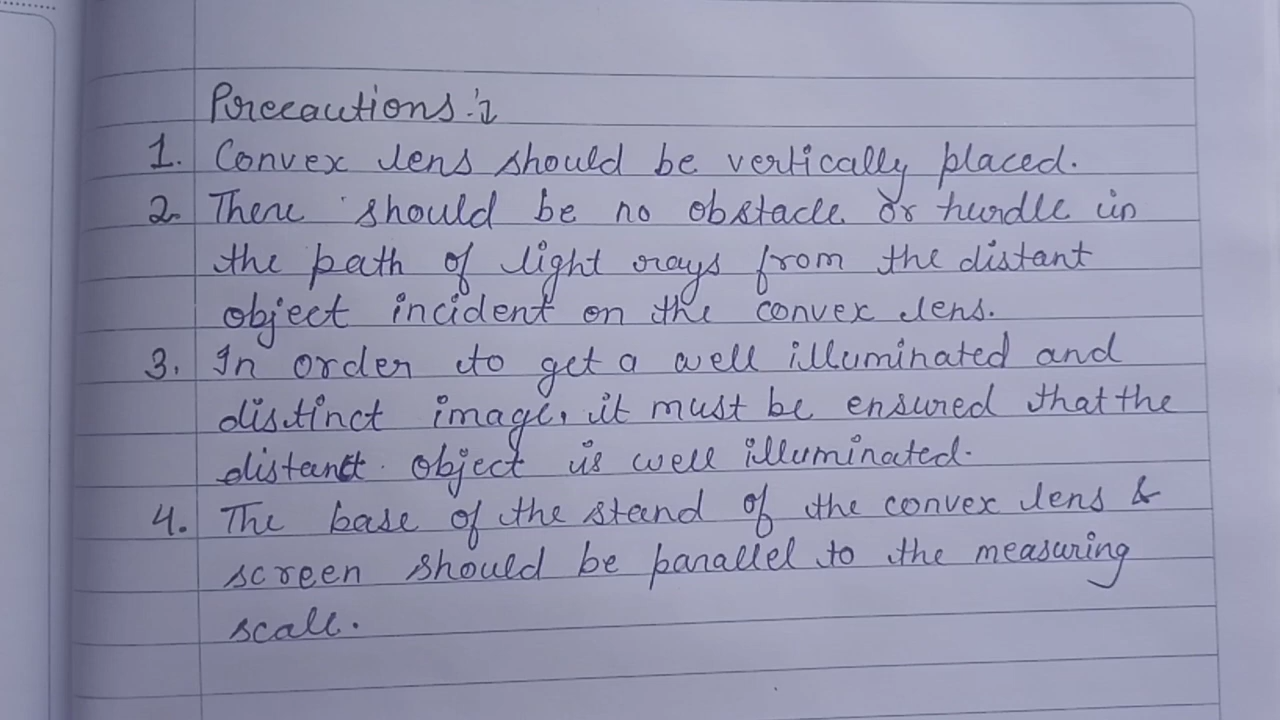 Precautions :-
1. Convex lens should be vertically placed.
2. There should be no obstacle or hurdle in
the path of light rays from the distant
object incident on the convex lens.
3. In order to get a well illuminated and
distinct image, it must be ensured that the
distant object is well illuminated.
4. The base of the stand of the convex lens &
screen should be parallel to the measuring
scale.